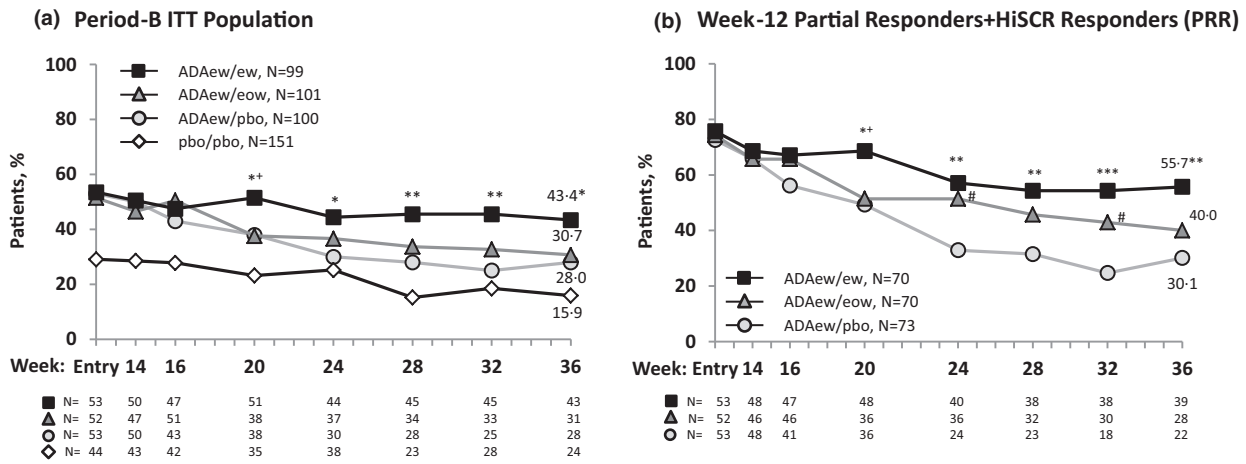 (a) Period-B ITT Population
Patients, %
100
80
60
40
20
0
ADAew/ew, N=99
ADAew/eow, N=101
ADAew/pbo, N=100
pbo/pbo, N=151
*+
*
**
**
43·4*
30·7
28·0
15·9
Week: Entry 14 16 20 24 28 32 36
N= 53 50 47 51 44 45 45 43
N= 52 47 51 38 37 34 33 31
N= 53 50 43 38 30 28 25 28
N= 44 43 42 35 38 23 28 24
(b) Week-12 Partial Responders+HiSCR Responders (PRR)
Patients, %
100
80
60
40
20
0
*+
**
#
**
***
#
55·7**
40·0
30·1
ADAew/ew, N=70
ADAew/eow, N=70
ADAew/pbo, N=73
Week: Entry 14 16 20 24 28 32 36
N= 53 48 47 48 40 38 38 39
N= 52 46 46 36 36 32 30 28
N= 53 48 41 36 24 23 18 22